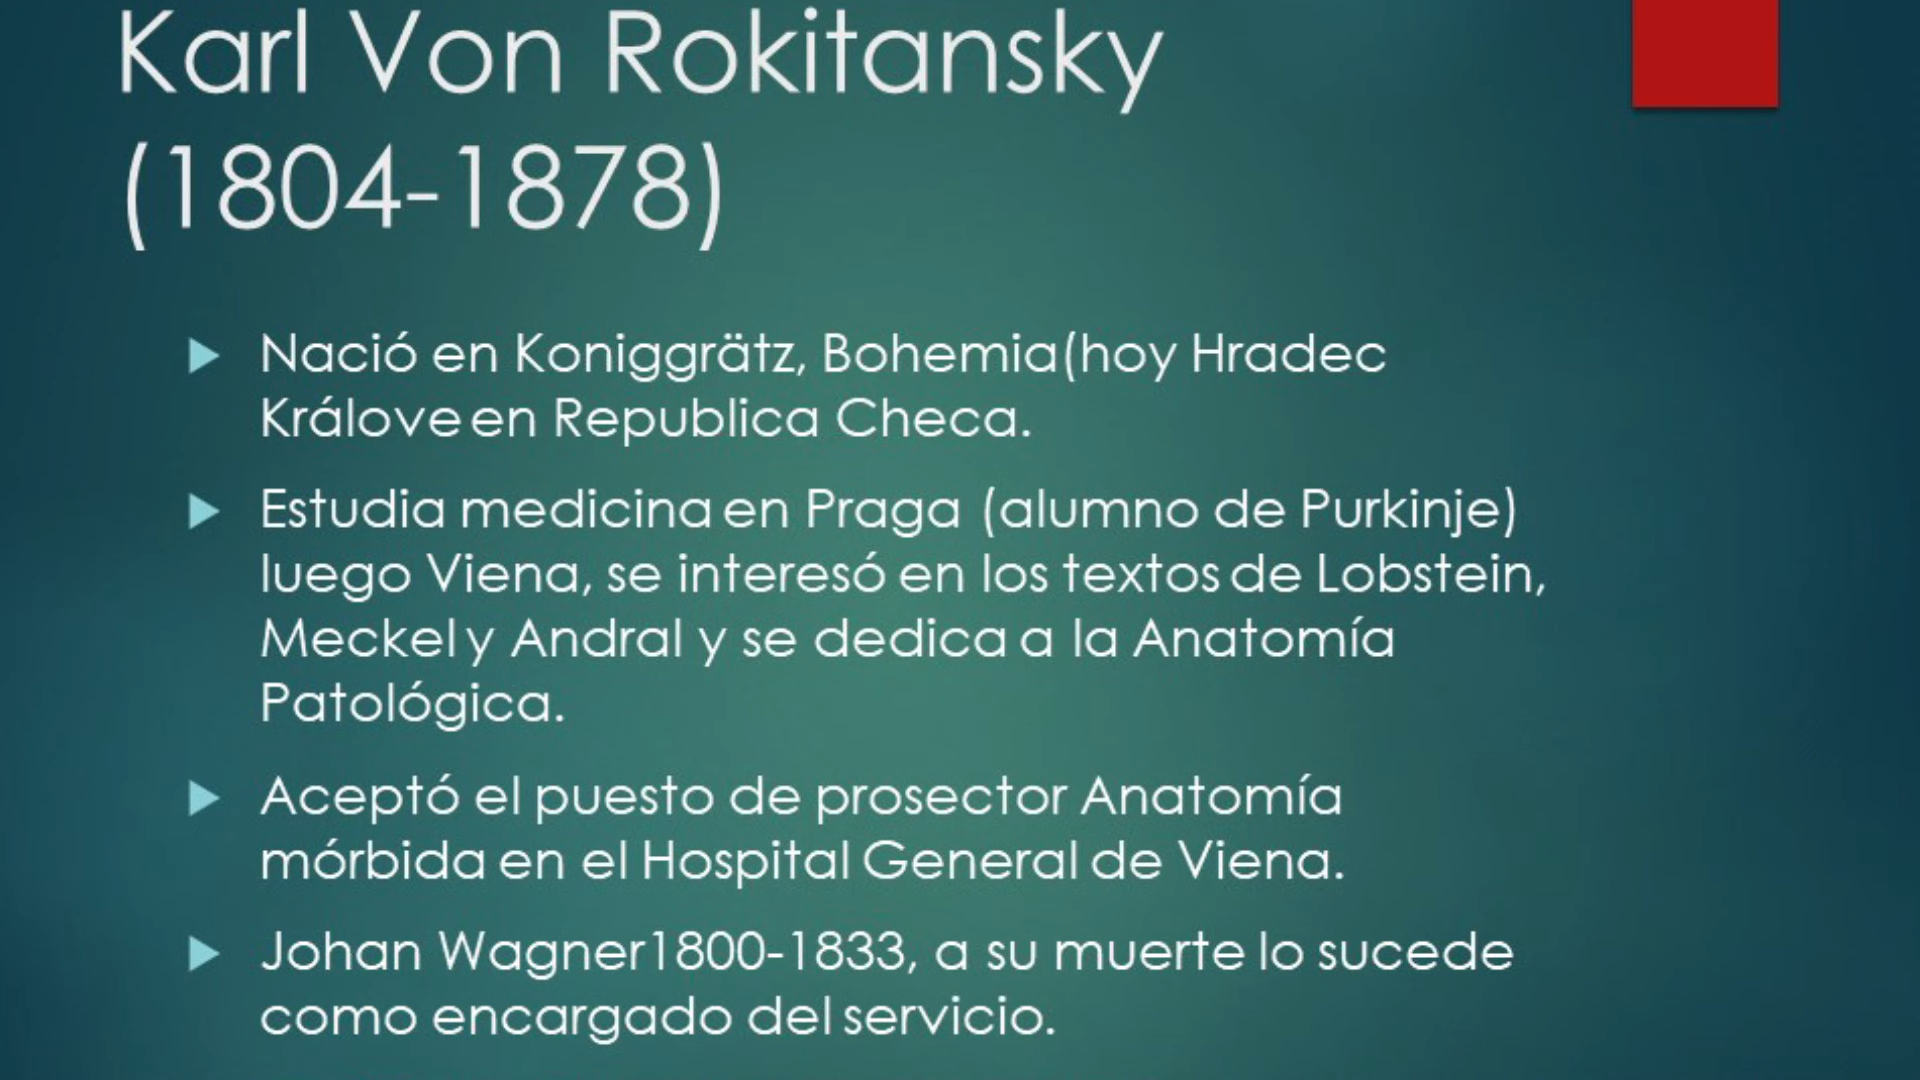 Karl Von Rokitansky
(1804-1878)
Nació en Koniggrätz, Bohemia(hoy Hradec
Králove en Republica Checa.
Estudia medicina en Praga (alumno de Purkinje)
luego Viena, se interesó en los textos de Lobstein,
Meckel y Andral y se dedica a la Anatomía
Patológica.
Aceptó el puesto de prosector Anatomía
mórbida en el Hospital General de Viena.
Johan Wagner1800-1833, a su muerte lo sucede
como encargado del servicio.